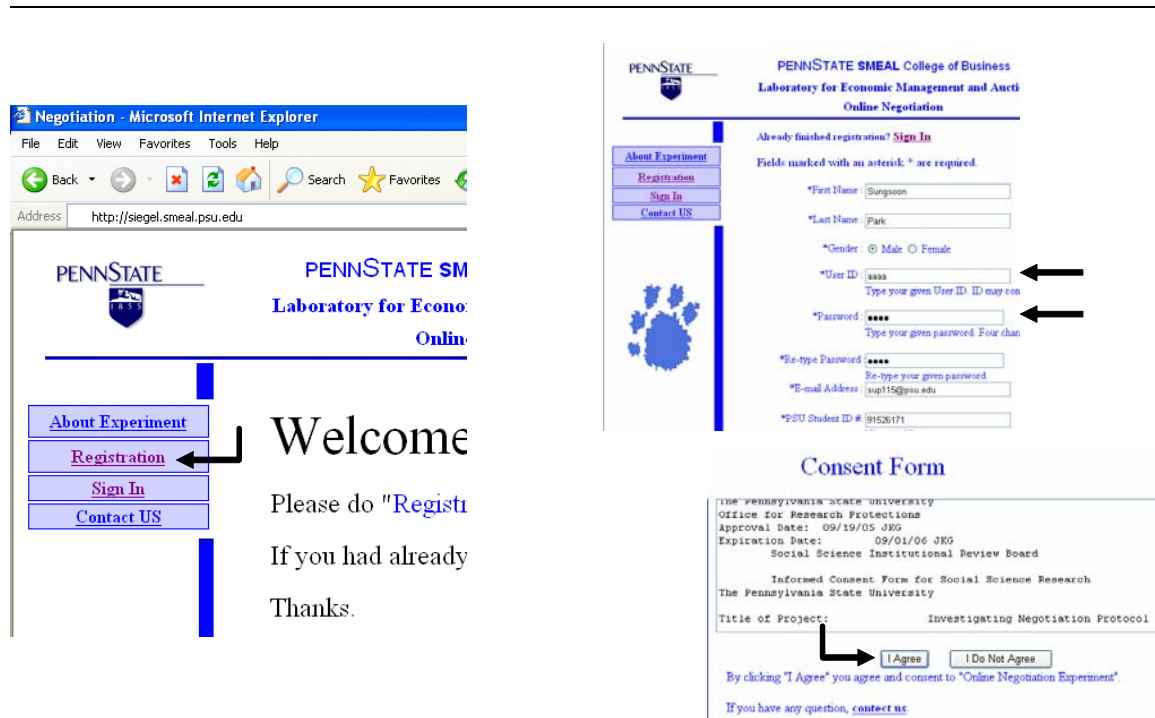 Negotiation - Microsoft Internet Explorer
File Edit View Favorites Tools Help
Back Search Favorites
Address http://siegel.smeal.psu.edu
PENNSTATE
1855
PENNSTATE SM
Laboratory for Econo
Onlin
About Experiment
Registration
Sign In
Contact US
Welcome
Please do "Registr
If you had already
Thanks.
PENNSTATE
PENNSTATE SMEAL College of Business
Laboratory for Economic Management and Aucti
Online Negotiation
About Experiment
Registration
Sign In
Contact US
Already finished registration? Sign In
Fields marked with an asterisk * are required.
*First Name : Sungsoon
*Last Name : Park
*Gender : Male Female
*User ID : aaaa
Type your given User ID. ID may con
*Password : ●●●●
Type your given password. Four char
*Re-type Password : ●●●●
Re-type your given password.
*E-mail Address : sup115@psu.edu
*PSU Student ID #: 91526171
Consent Form
The Pennsylvania State University
Office for Research Protections
Approval Date: 09/19/05 JKG
Expiration Date: 09/01/06 JKG
Social Science Institutional Review Board
Informed Consent Form for Social Science Research
The Pennsylvania State University
Title of Project: Investigating Negotiation Protocol
I Agree I Do Not Agree
By clicking "I Agree" you agree and consent to "Online Negotiation Experiment".
If you have any question, contect us